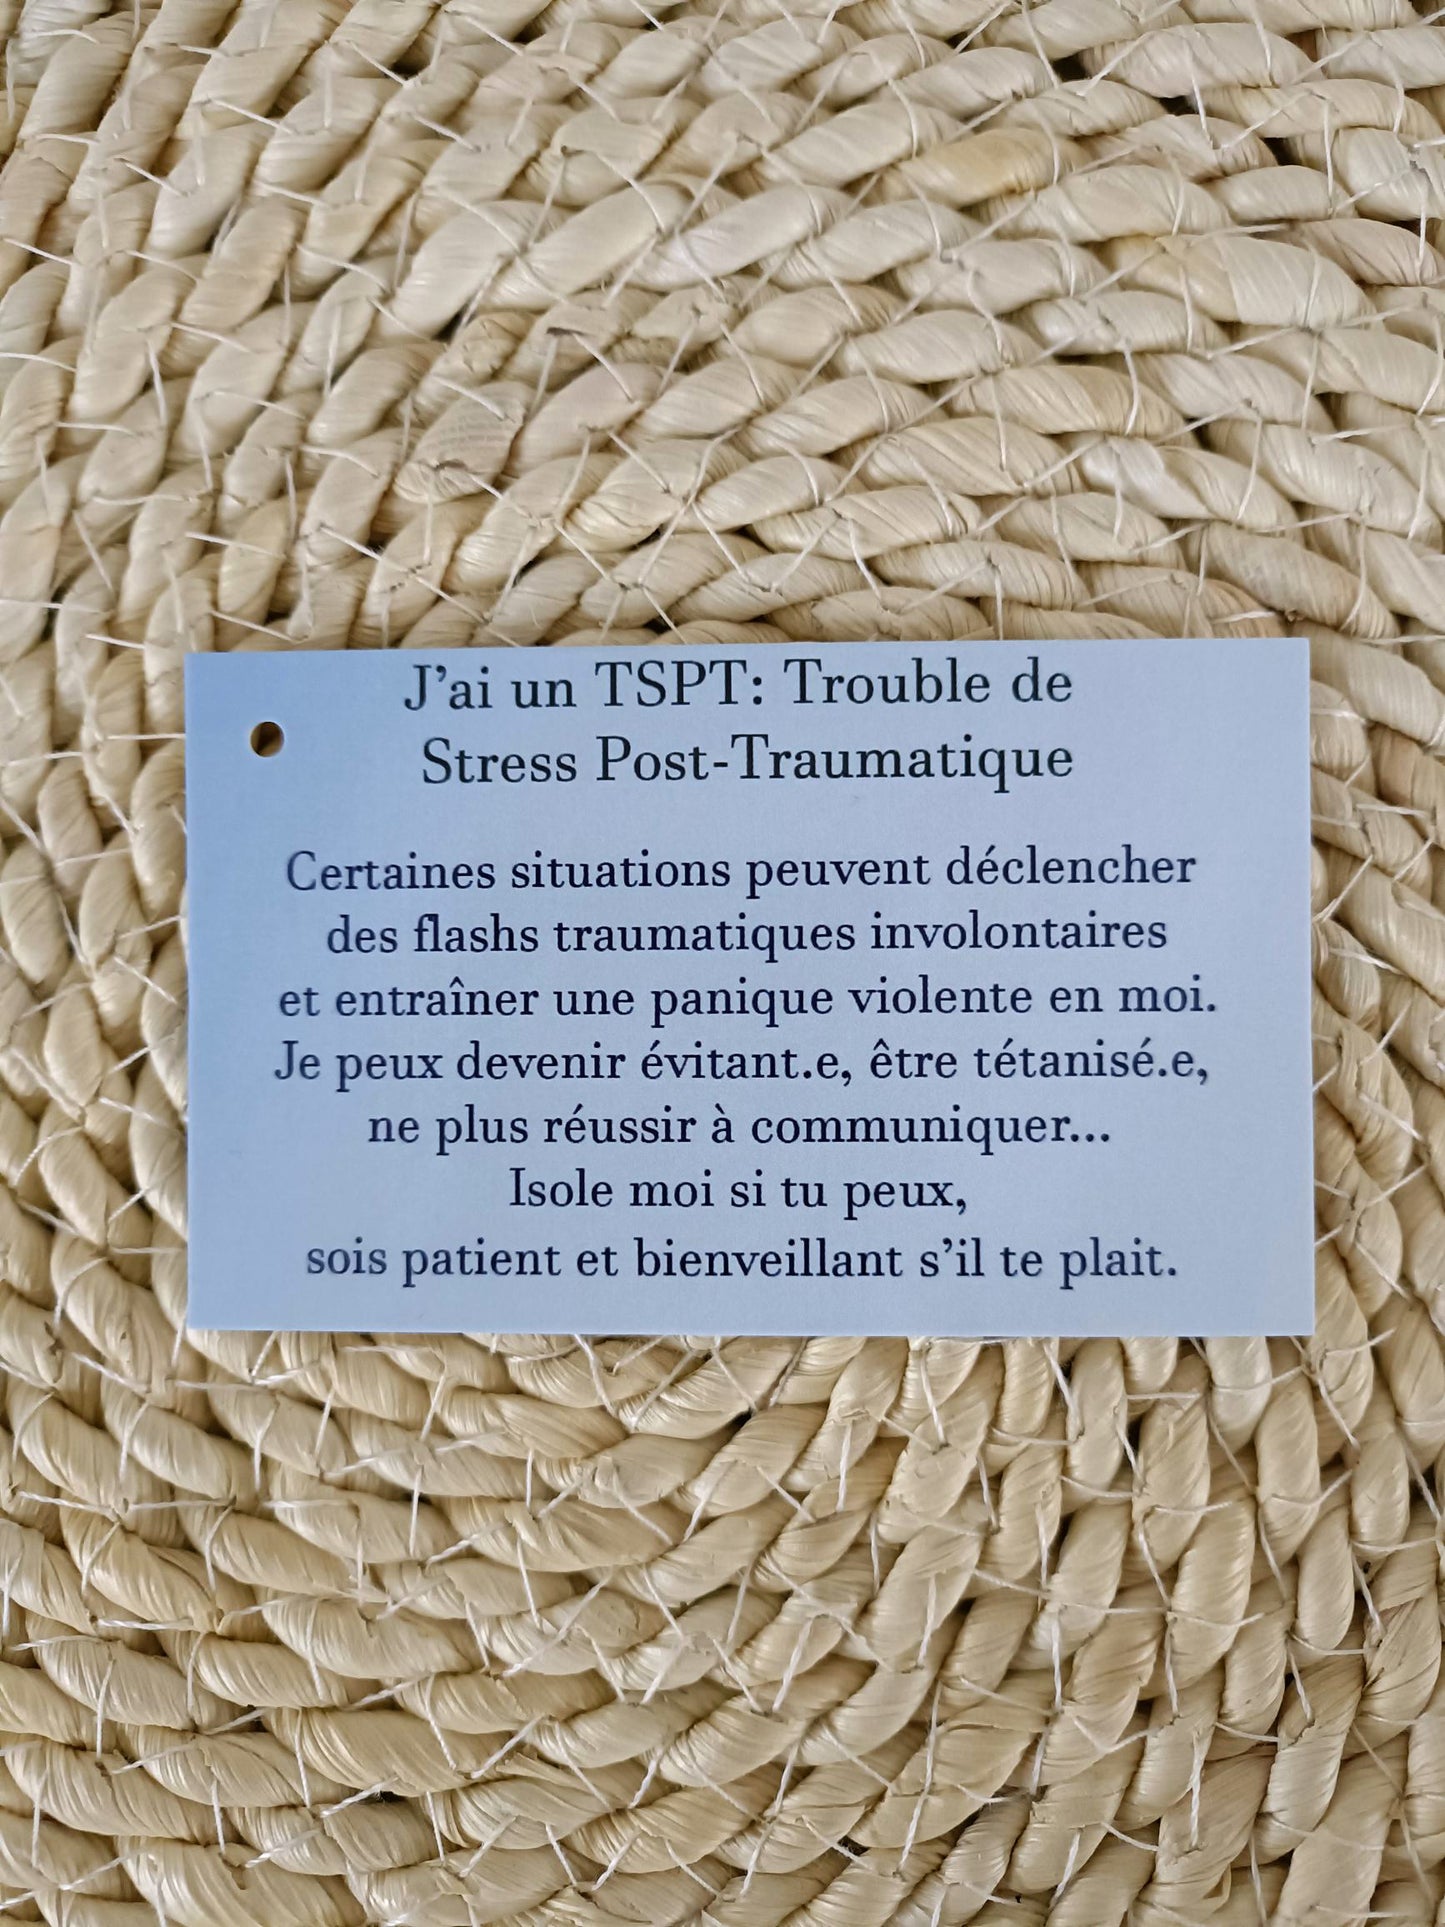 J’ai un TSPT: Trouble de
Stress Post-Traumatique
Certaines situations peuvent déclencher
des flashs traumatiques involontaires
et entraîner une panique violente en moi.
Je peux devenir évitant.e, être tétanisé.e,
ne plus réussir à communiquer...
Isole moi si tu peux,
sois patient et bienveillant s’il te plait.